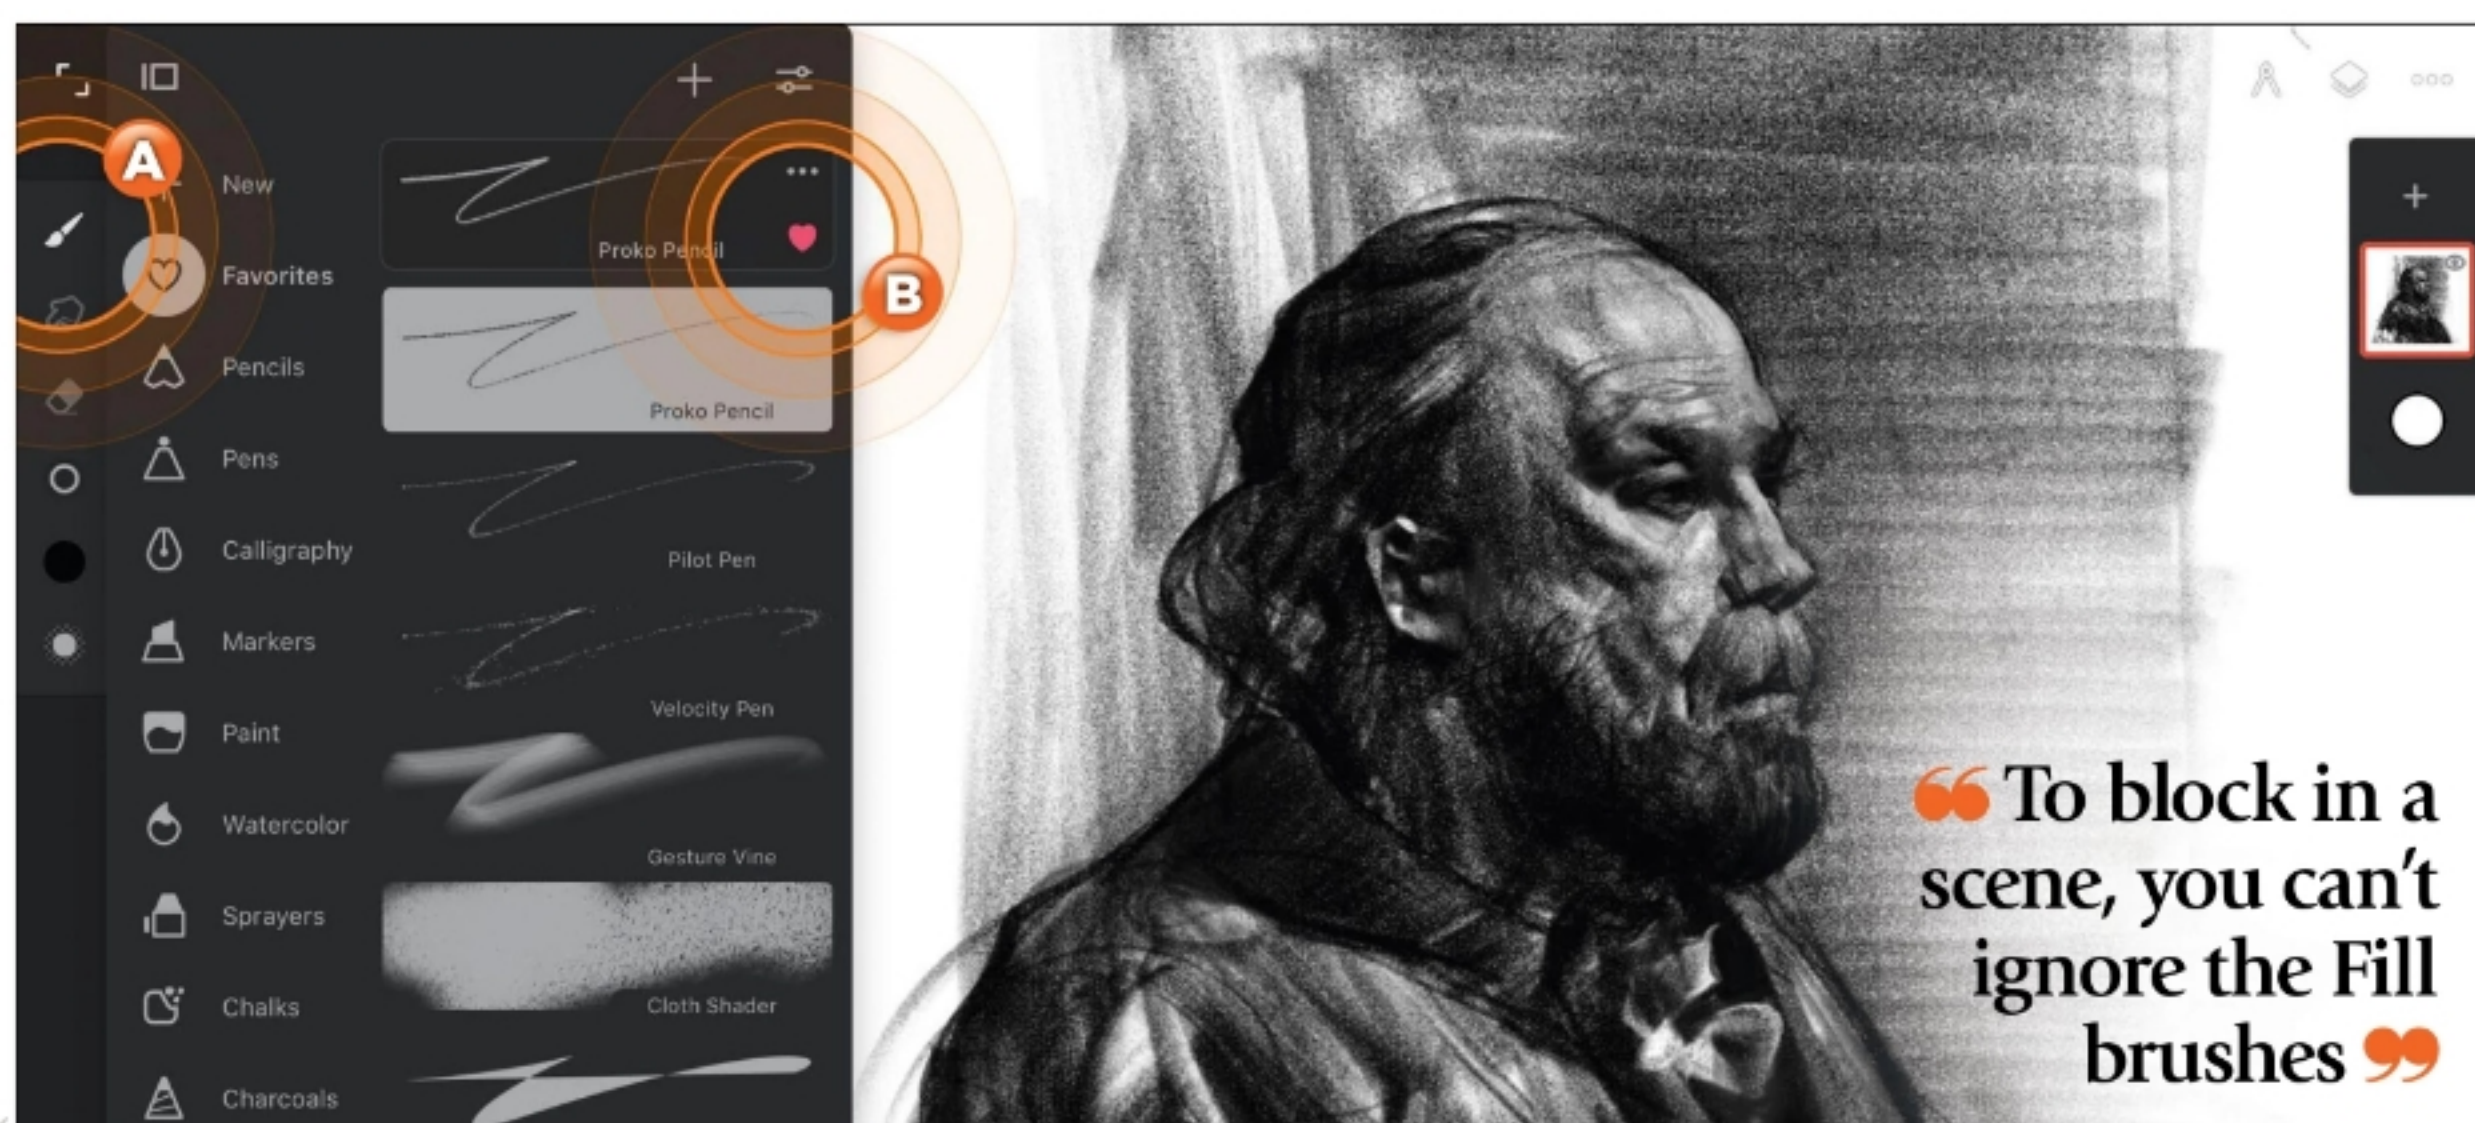 A
New
Favorites
Pencils
Pens
Calligraphy
Markers
Paint
Watercolor
Sprayers
Chalks
Charcoals
Proko Pencil
B
Proko Pencil
Pilot Pen
Velocity Pen
Gesture Vine
Cloth Shader
“To block in a
scene, you can’t
ignore the Fill
brushes”